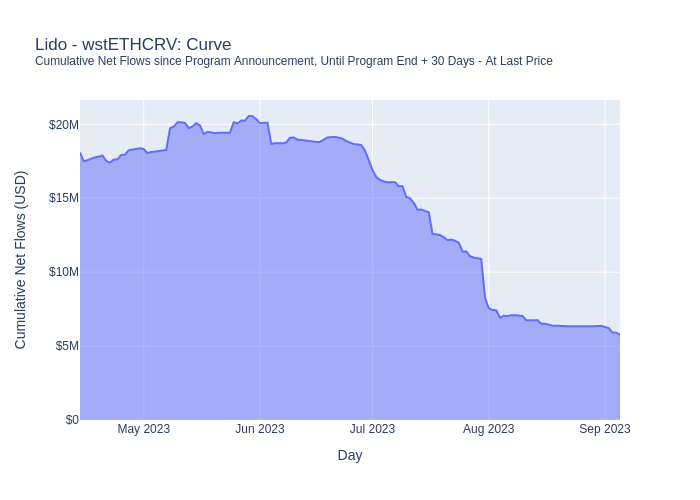 Lido - wstETHCRV: Curve
Cumulative Net Flows since Program Announcement, Until Program End + 30 Days - At Last Price
Cumulative Net Flows (USD)
$20M
$15M
$10M
$5M
$0
May 2023
Jun 2023
Jul 2023
Aug 2023
Sep 2023
Day